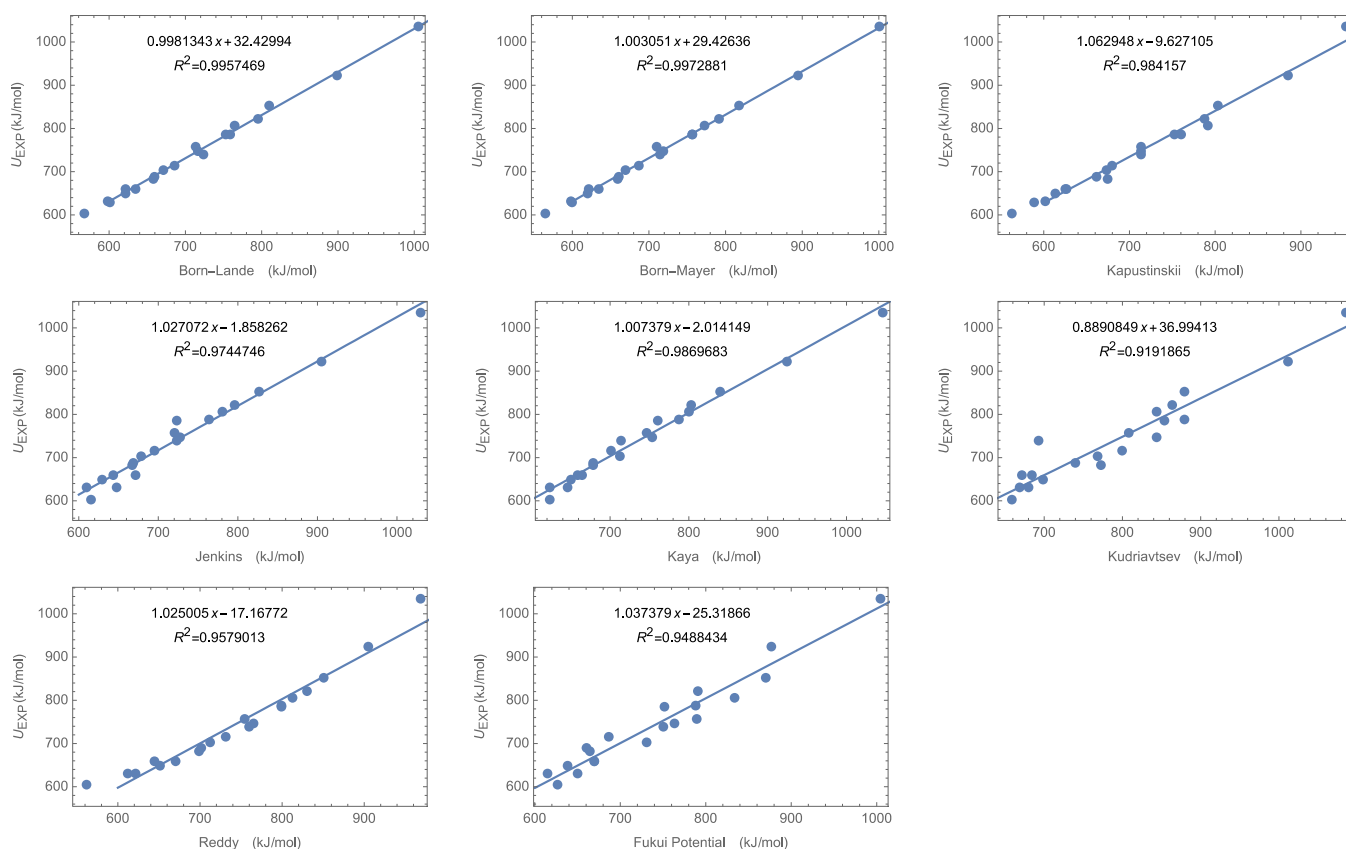 0.9981343 x + 32.42994
R²=0.9957469
U_EXP (kJ/mol)
1000
900
800
700
600
600 700 800 900 1000
Born–Lande (kJ/mol)
1.003051 x + 29.42636
R²=0.9972881
U_EXP (kJ/mol)
1000
900
800
700
600
600 700 800 900 1000
Born–Mayer (kJ/mol)
1.062948 x – 9.627105
R²=0.984157
U_EXP (kJ/mol)
1000
900
800
700
600
600 700 800 900
Kapustinskii (kJ/mol)
1.027072 x – 1.858262
R²=0.9744746
U_EXP (kJ/mol)
1000
900
800
700
600
600 700 800 900 1000
Jenkins (kJ/mol)
1.007379 x – 2.014149
R²=0.9869683
U_EXP (kJ/mol)
1000
900
800
700
600
700 800 900 1000
Kaya (kJ/mol)
0.8890849 x + 36.99413
R²=0.9191865
U_EXP (kJ/mol)
1000
900
800
700
600
700 800 900 1000
Kudriavtsev (kJ/mol)
1.025005 x – 17.16772
R²=0.9579013
U_EXP (kJ/mol)
1000
900
800
700
600
600 700 800 900
Reddy (kJ/mol)
1.037379 x – 25.31866
R²=0.9488434
U_EXP (kJ/mol)
1000
900
800
700
600
600 700 800 900 1000
Fukui Potential (kJ/mol)